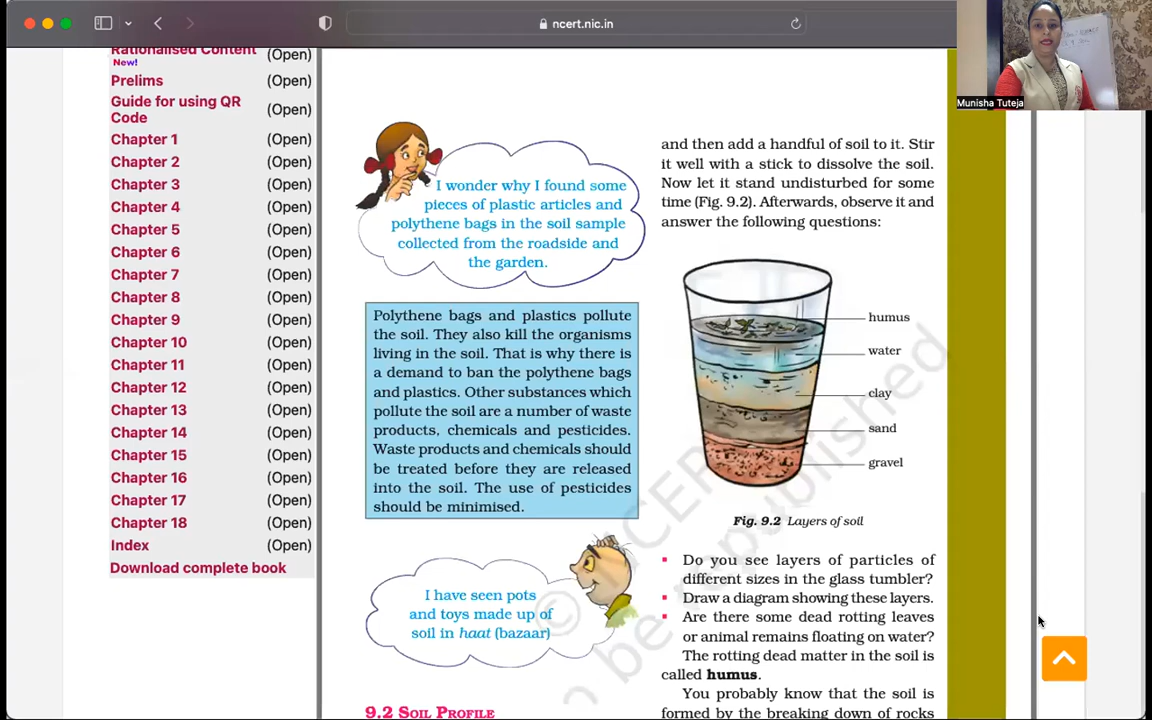 ncert.nic.in
Munisha Tuteja
Rationalised Content (Open)
New!
Prelims (Open)
Guide for using QR Code (Open)
Chapter 1 (Open)
Chapter 2 (Open)
Chapter 3 (Open)
Chapter 4 (Open)
Chapter 5 (Open)
Chapter 6 (Open)
Chapter 7 (Open)
Chapter 8 (Open)
Chapter 9 (Open)
Chapter 10 (Open)
Chapter 11 (Open)
Chapter 12 (Open)
Chapter 13 (Open)
Chapter 14 (Open)
Chapter 15 (Open)
Chapter 16 (Open)
Chapter 17 (Open)
Chapter 18 (Open)
Index (Open)
Download complete book
I wonder why I found some
pieces of plastic articles and
polythene bags in the soil sample
collected from the roadside and
the garden.
Polythene bags and plastics pollute
the soil. They also kill the organisms
living in the soil. That is why there is
a demand to ban the polythene bags
and plastics. Other substances which
pollute the soil are a number of waste
products, chemicals and pesticides.
Waste products and chemicals should
be treated before they are released
into the soil. The use of pesticides
should be minimised.
I have seen pots
and toys made up of
soil in haat (bazaar)
9.2 SOIL PROFILE
and then add a handful of soil to it. Stir
it well with a stick to dissolve the soil.
Now let it stand undisturbed for some
time (Fig. 9.2). Afterwards, observe it and
answer the following questions:
humus
water
clay
sand
gravel
Fig. 9.2 Layers of soil
Do you see layers of particles of
different sizes in the glass tumbler?
Draw a diagram showing these layers.
Are there some dead rotting leaves
or animal remains floating on water?
The rotting dead matter in the soil is
called humus.
You probably know that the soil is
formed by the breaking down of rocks